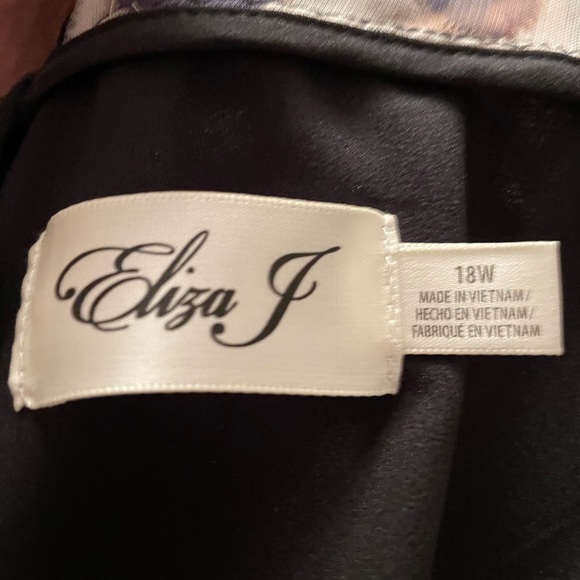 Eliza J
18W
MADE IN VIETNAM/
HECHO EN VIETNAM/
FABRIQUÉ EN VIETNAM